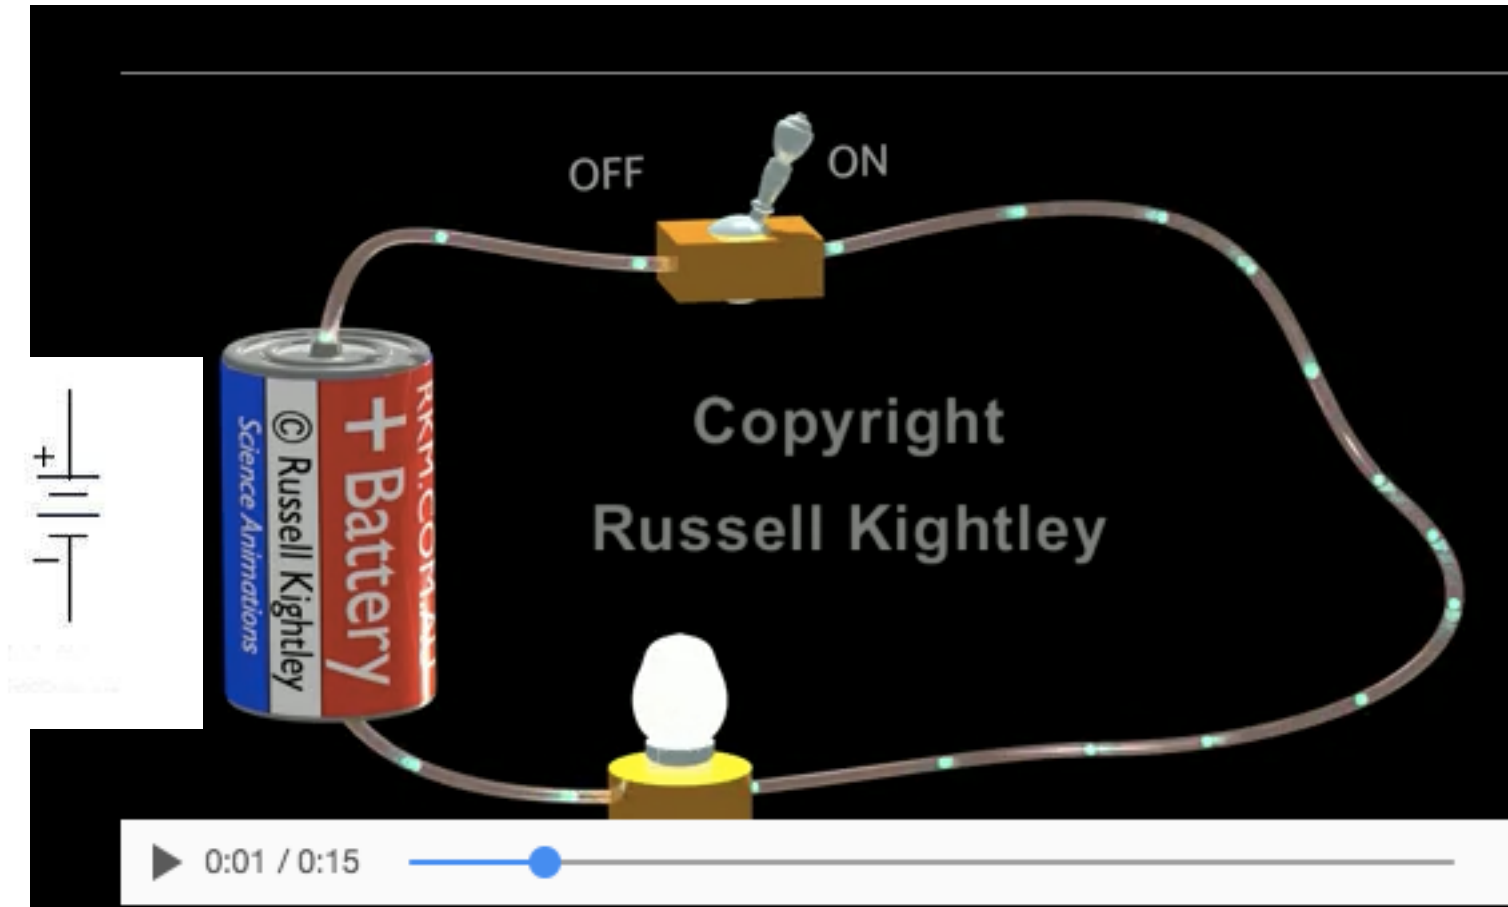 OFF
ON
RKM.COM.AU
+ Battery
© Russell Kightley
Science Animations
Copyright
Russell Kightley
+
–
0:01 / 0:15